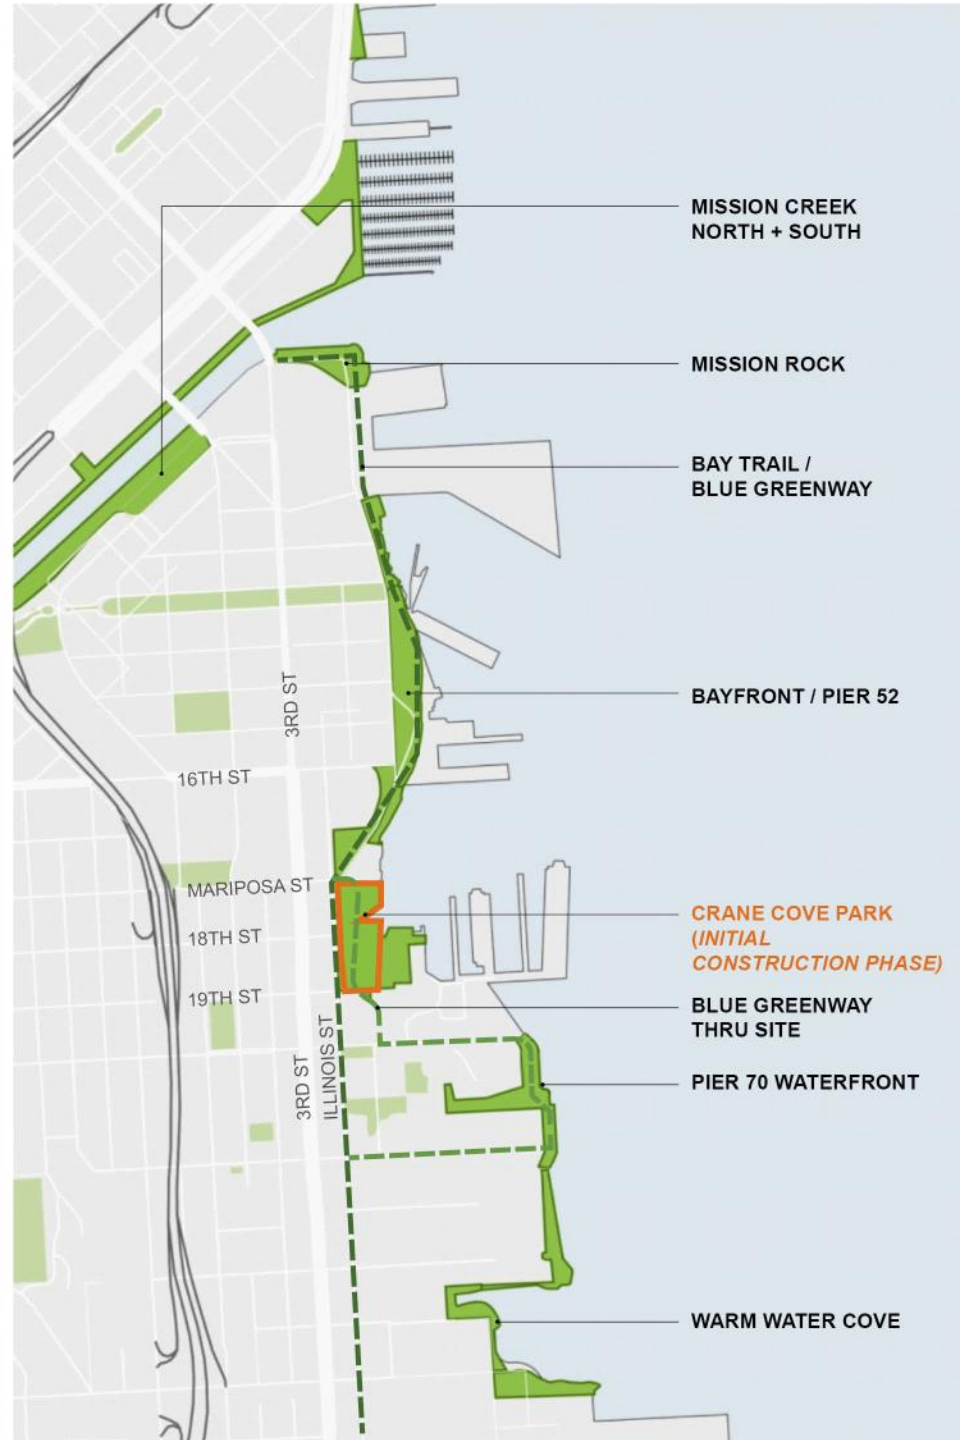 MISSION CREEK
NORTH + SOUTH
MISSION ROCK
BAY TRAIL /
BLUE GREENWAY
3RD ST
BAYFRONT / PIER 52
16TH ST
MARIPOSA ST
18TH ST
CRANE COVE PARK
(INITIAL
CONSTRUCTION PHASE)
19TH ST
BLUE GREENWAY
THRU SITE
3RD ST
ILLINOIS ST
PIER 70 WATERFRONT
WARM WATER COVE